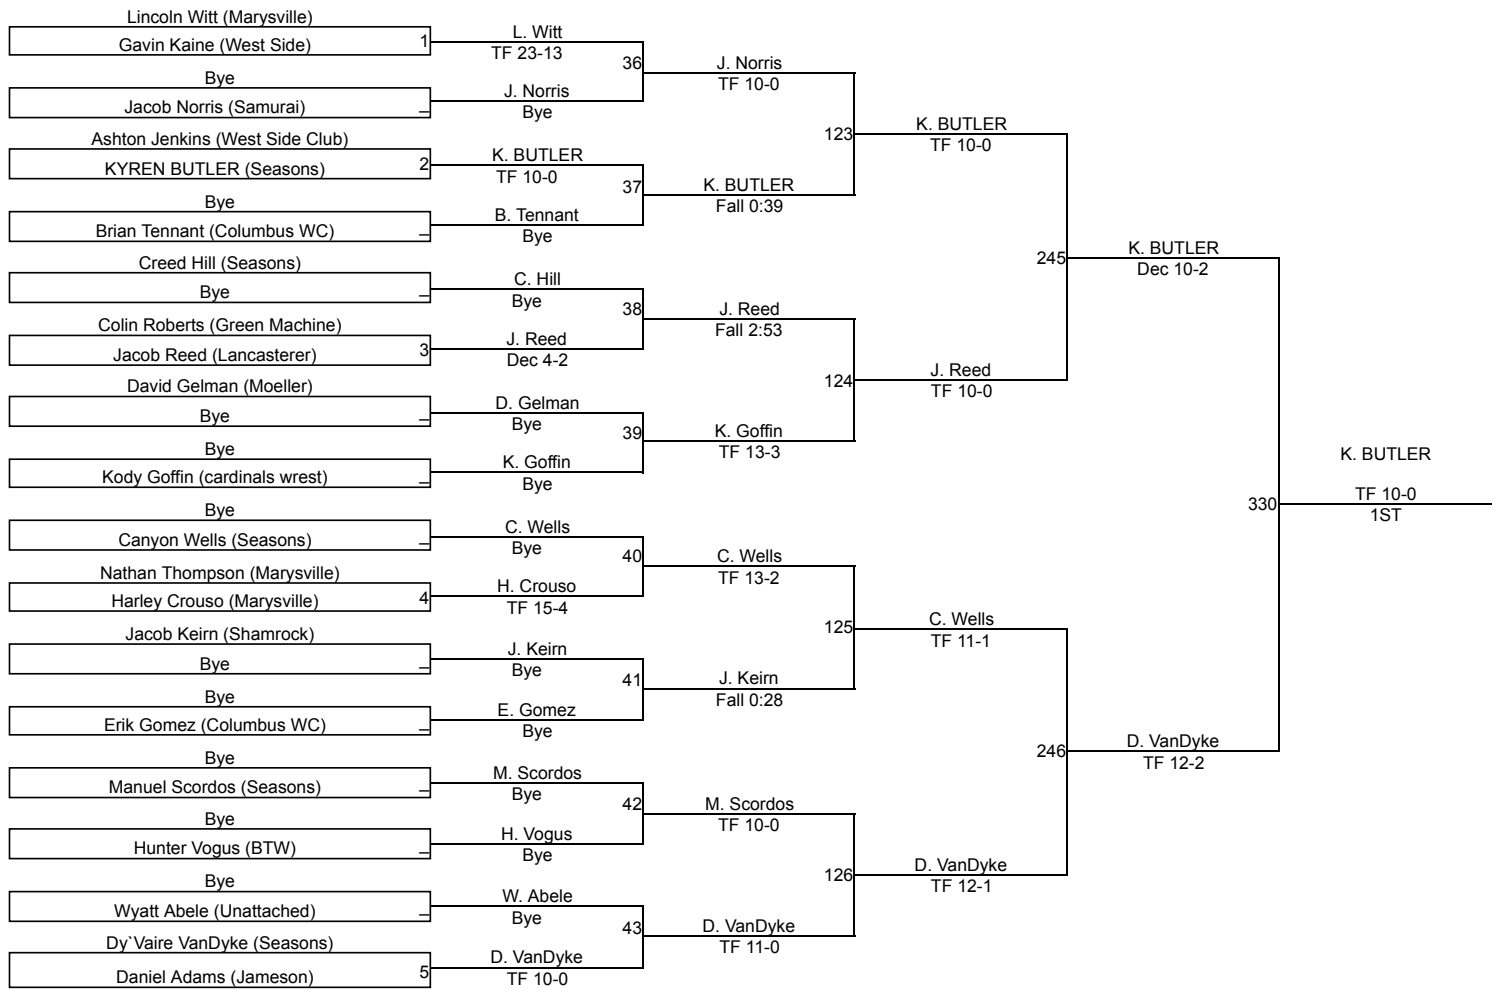 Lincoln Witt (Marysville)
Gavin Kaine (West Side)
1
Bye
Jacob Norris (Samurai)
_
Ashton Jenkins (West Side Club)
KYREN BUTLER (Seasons)
2
Bye
Brian Tennant (Columbus WC)
_
Creed Hill (Seasons)
Bye
_
Colin Roberts (Green Machine)
Jacob Reed (Lancasterer)
3
David Gelman (Moeller)
Bye
_
Bye
Kody Goffin (cardinals wrest)
_
Bye
Canyon Wells (Seasons)
_
Nathan Thompson (Marysville)
Harley Crouso (Marysville)
4
Jacob Keirn (Shamrock)
Bye
_
Bye
Erik Gomez (Columbus WC)
_
Bye
Manuel Scordos (Seasons)
_
Bye
Hunter Vogus (BTW)
_
Bye
Wyatt Abele (Unattached)
_
Dy`Vaire VanDyke (Seasons)
Daniel Adams (Jameson)
5
L. Witt
TF 23-13
36
J. Norris
Bye
K. BUTLER
TF 10-0
37
B. Tennant
Bye
C. Hill
Bye
38
J. Reed
Dec 4-2
D. Gelman
Bye
39
K. Goffin
Bye
C. Wells
Bye
40
H. Crouso
TF 15-4
J. Keirn
Bye
41
E. Gomez
Bye
M. Scordos
Bye
42
H. Vogus
Bye
W. Abele
Bye
43
D. VanDyke
TF 10-0
J. Norris
TF 10-0
123
K. BUTLER
Fall 0:39
J. Reed
Fall 2:53
124
K. Goffin
TF 13-3
C. Wells
TF 13-2
125
J. Keirn
Fall 0:28
M. Scordos
TF 10-0
126
D. VanDyke
TF 11-0
K. BUTLER
TF 10-0
245
J. Reed
TF 10-0
C. Wells
TF 11-1
246
D. VanDyke
TF 12-1
K. BUTLER
Dec 10-2
330
D. VanDyke
TF 12-2
K. BUTLER
TF 10-0
1ST